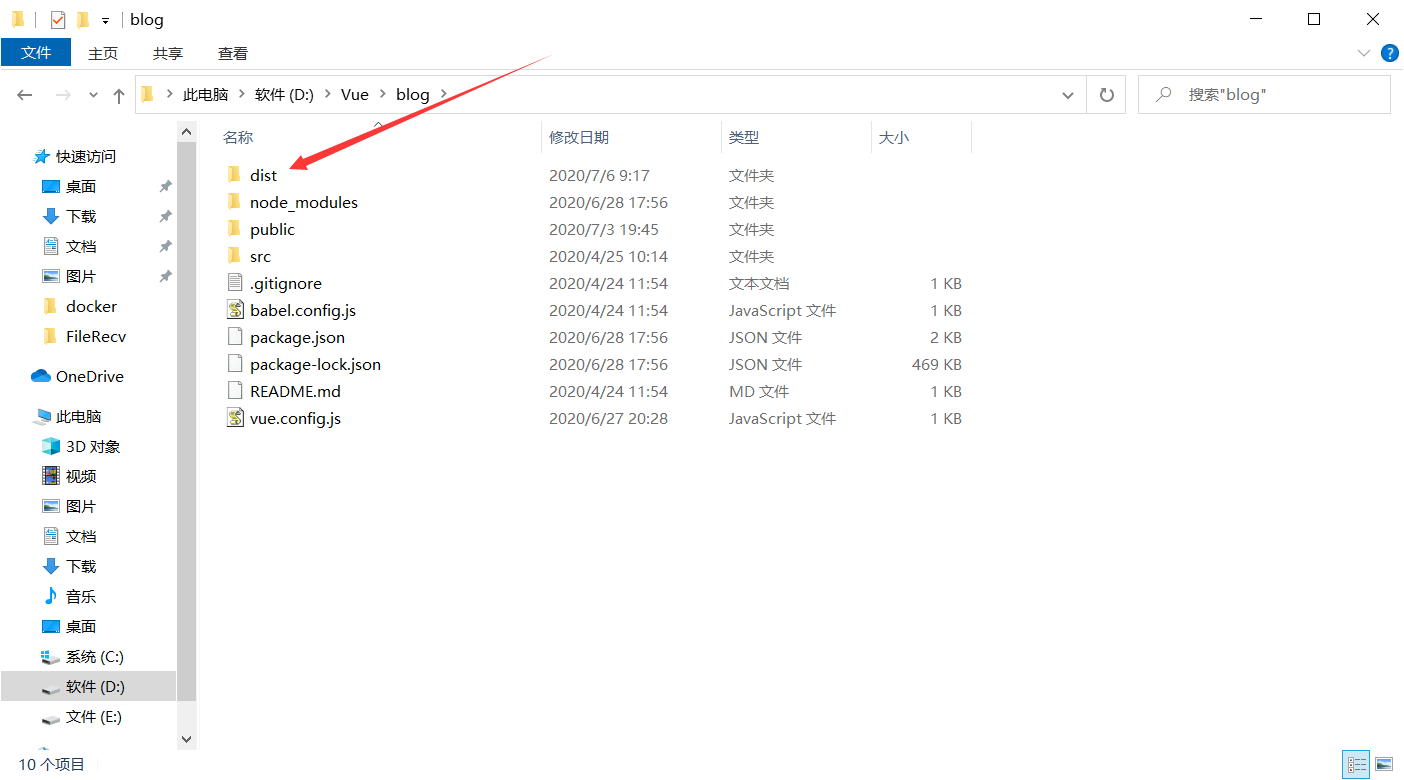 blog
文件 主页 共享 查看
此电脑 软件 (D:) Vue blog 搜索"blog"
名称 修改日期 类型 大小
快速访问
桌面
下载
文档
图片
docker
FileRecv
OneDrive
此电脑
3D 对象
视频
图片
文档
下载
音乐
桌面
系统 (C:)
软件 (D:)
文件 (E:)
dist 2020/7/6 9:17 文件夹
node_modules 2020/6/28 17:56 文件夹
public 2020/7/3 19:45 文件夹
src 2020/4/25 10:14 文件夹
.gitignore 2020/4/24 11:54 文本文档 1 KB
babel.config.js 2020/4/24 11:54 JavaScript 文件 1 KB
package.json 2020/6/28 17:56 JSON 文件 2 KB
package-lock.json 2020/6/28 17:56 JSON 文件 469 KB
README.md 2020/4/24 11:54 MD 文件 1 KB
vue.config.js 2020/6/27 20:28 JavaScript 文件 1 KB
10 个项目